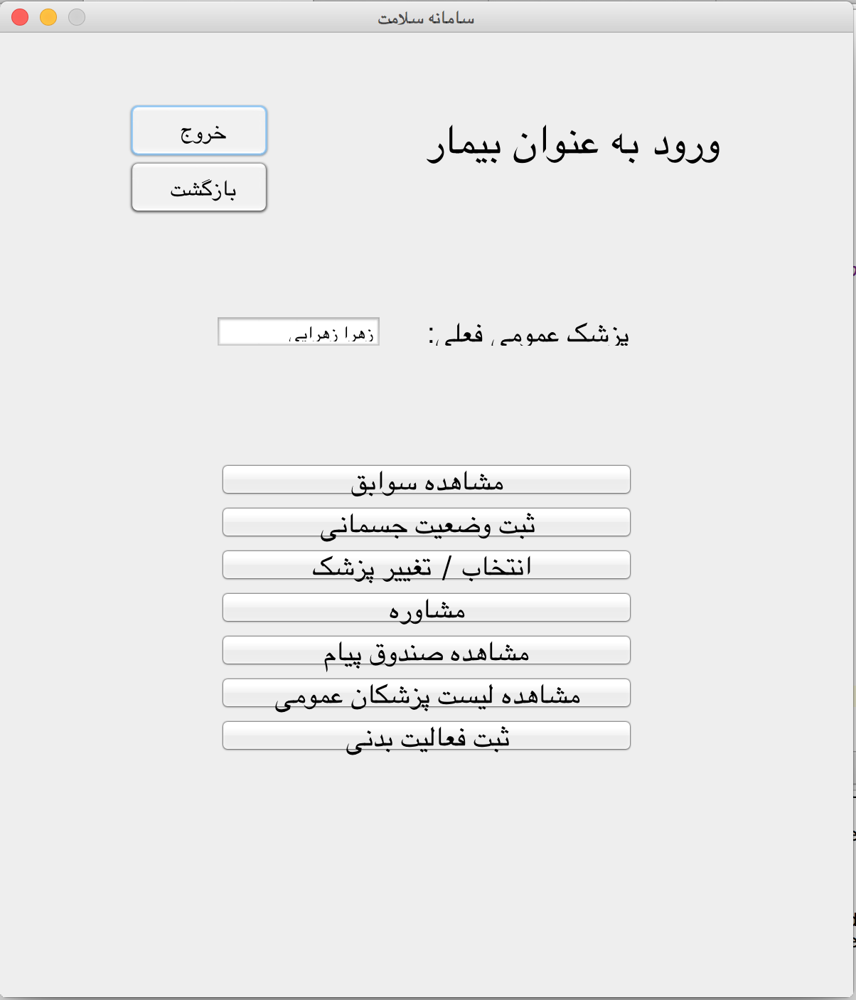 سامانه سلامت
ورود به عنوان بیمار
خروج
بازگشت
پزشک عمومی فعلی:
زهرا زهرایی
مشاهده سوابق
ثبت وضعیت جسمانی
انتخاب / تغییر پزشک
مشاوره
مشاهده صندوق پیام
مشاهده لیست پزشکان عمومی
ثبت فعالیت بدنی